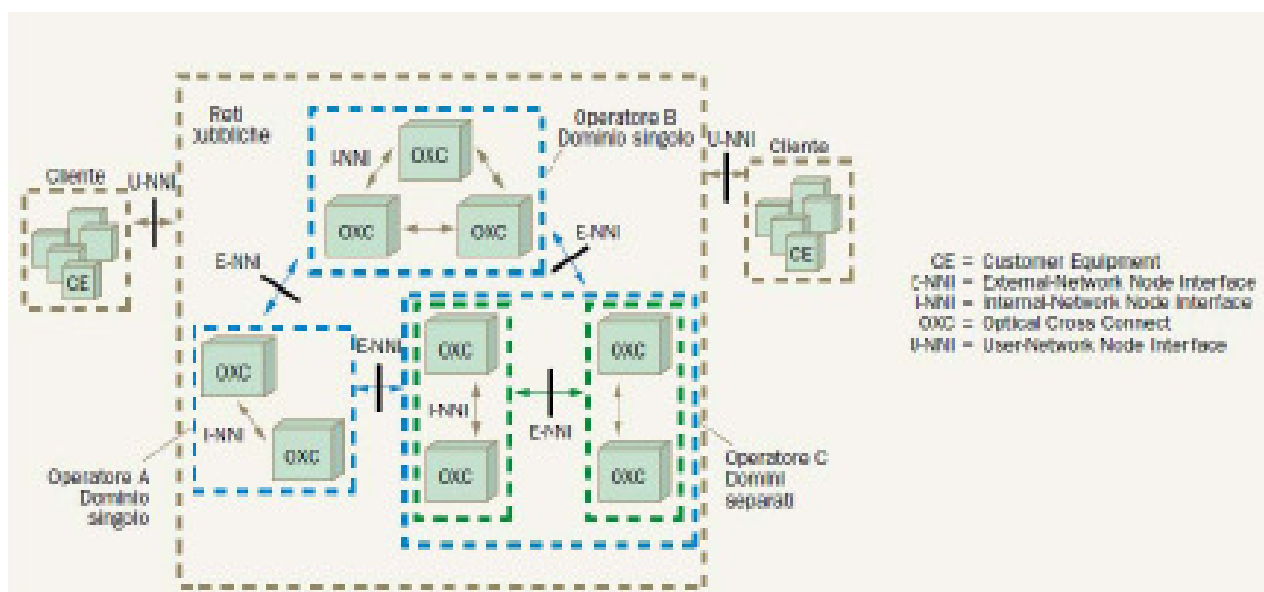 Reti
pubbliche
Operatore B
Dominio singolo
U-NNI
Cliente
I-NNI
OXC
OXC
OXC
Cliente
U-NNI
CE
CE
E-NNI
E-NNI
CE = Customer Equipment
E-NNI = External-Network Node Interface
I-NNI = Internal-Network Node Interface
OXC = Optical Cross Connect
U-NNI = User-Network Node Interface
OXC
I-NNI
OXC
E-NNI
OXC
I-NNI
OXC
E-NNI
OXC
OXC
Operatore A
Dominio
singolo
Operatore C
Domini
separati